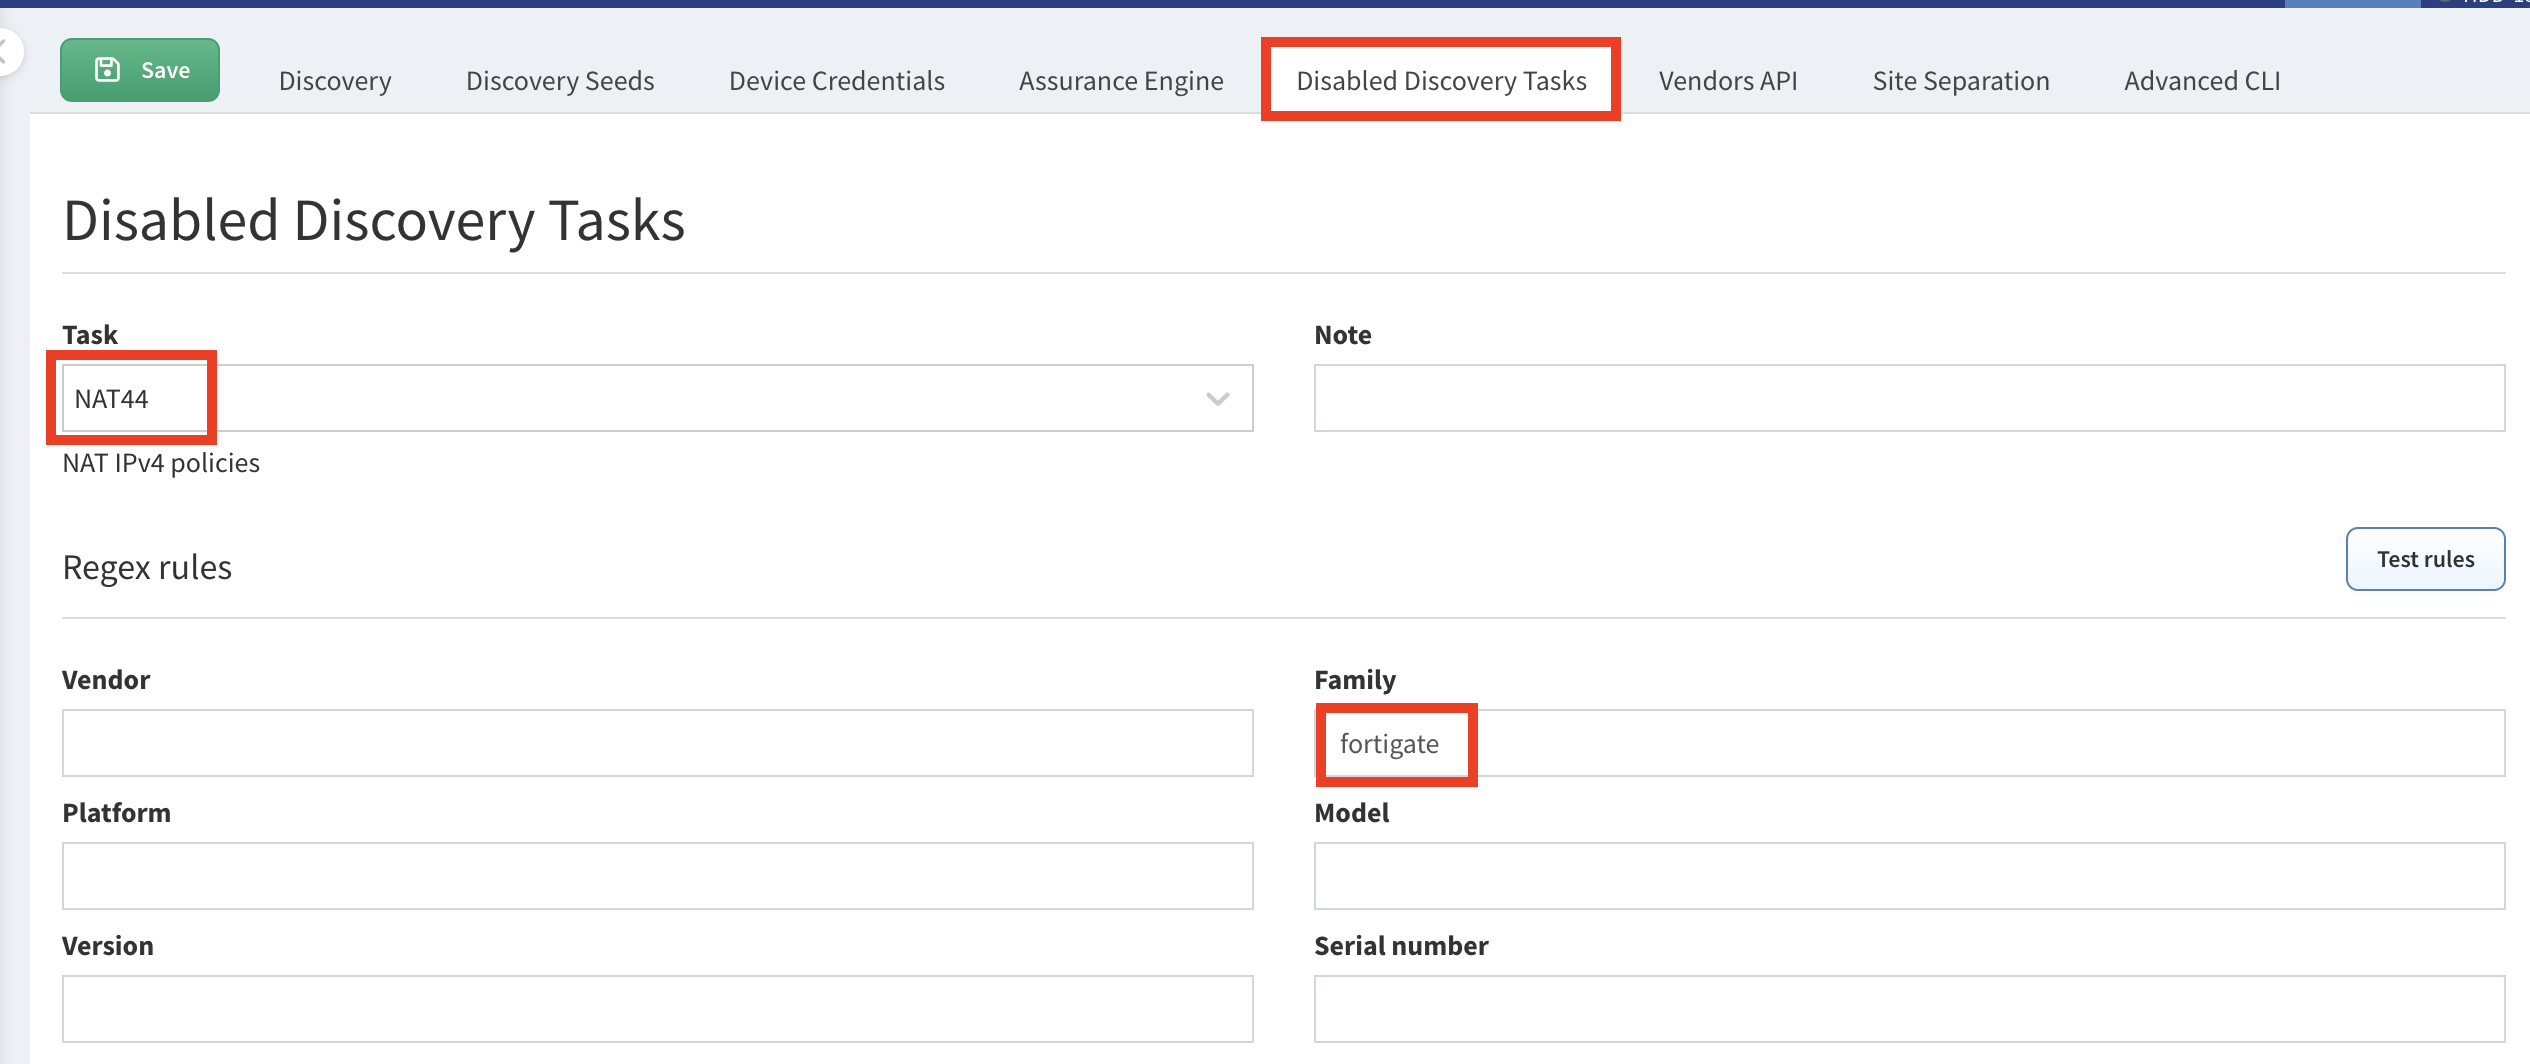 Save
Discovery
Discovery Seeds
Device Credentials
Assurance Engine
Disabled Discovery Tasks
Vendors API
Site Separation
Advanced CLI
Disabled Discovery Tasks
Task
Note
NAT44
NAT IPv4 policies
Regex rules
Test rules
Vendor
Family
fortigate
Platform
Model
Version
Serial number